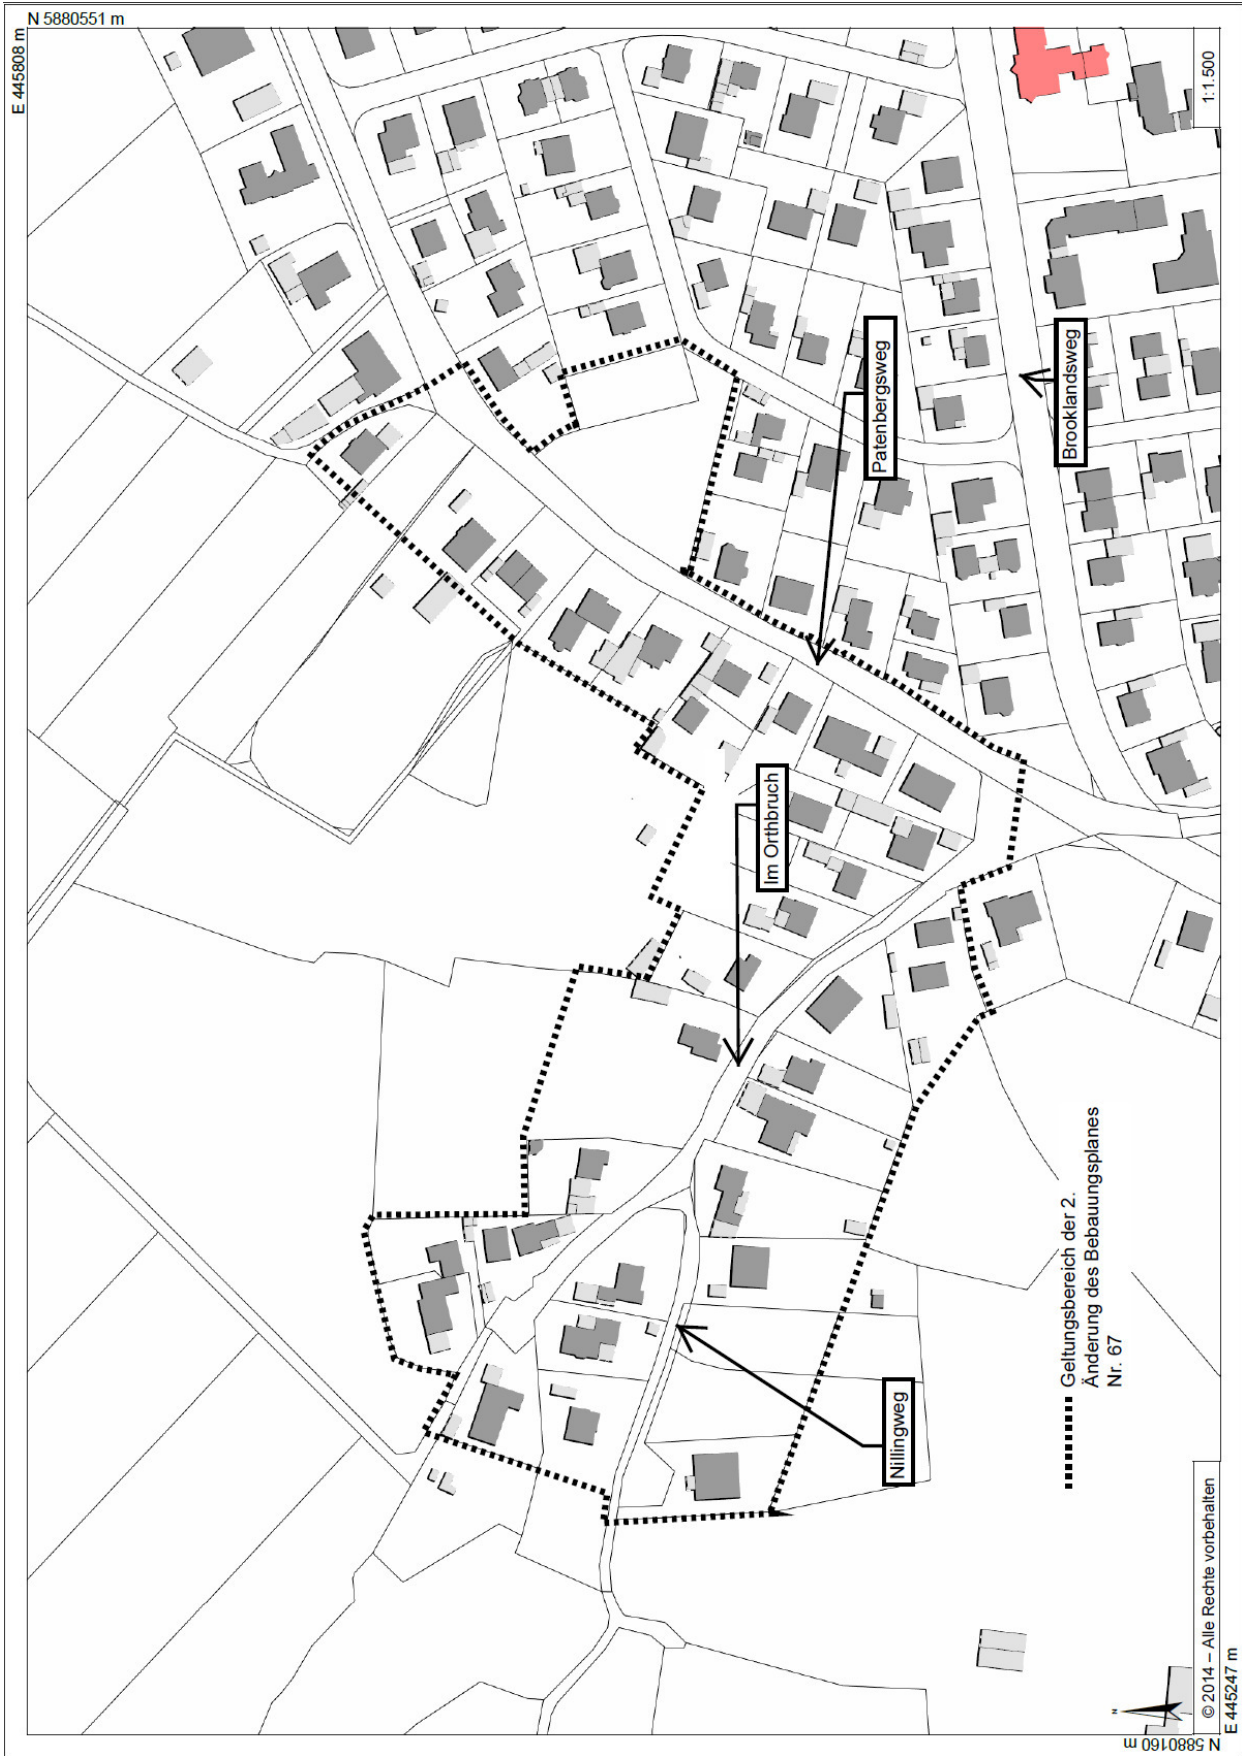 N 5880551 m
E 445808 m
1:1.500
Patenbergsweg
Brooklandsweg
Im Orthbruch
Nillingweg
Geltungsbereich der 2.
Änderung des Bebauungsplanes
Nr. 67
N
© 2014 – Alle Rechte vorbehalten
E 445247 m
N 5880160 m